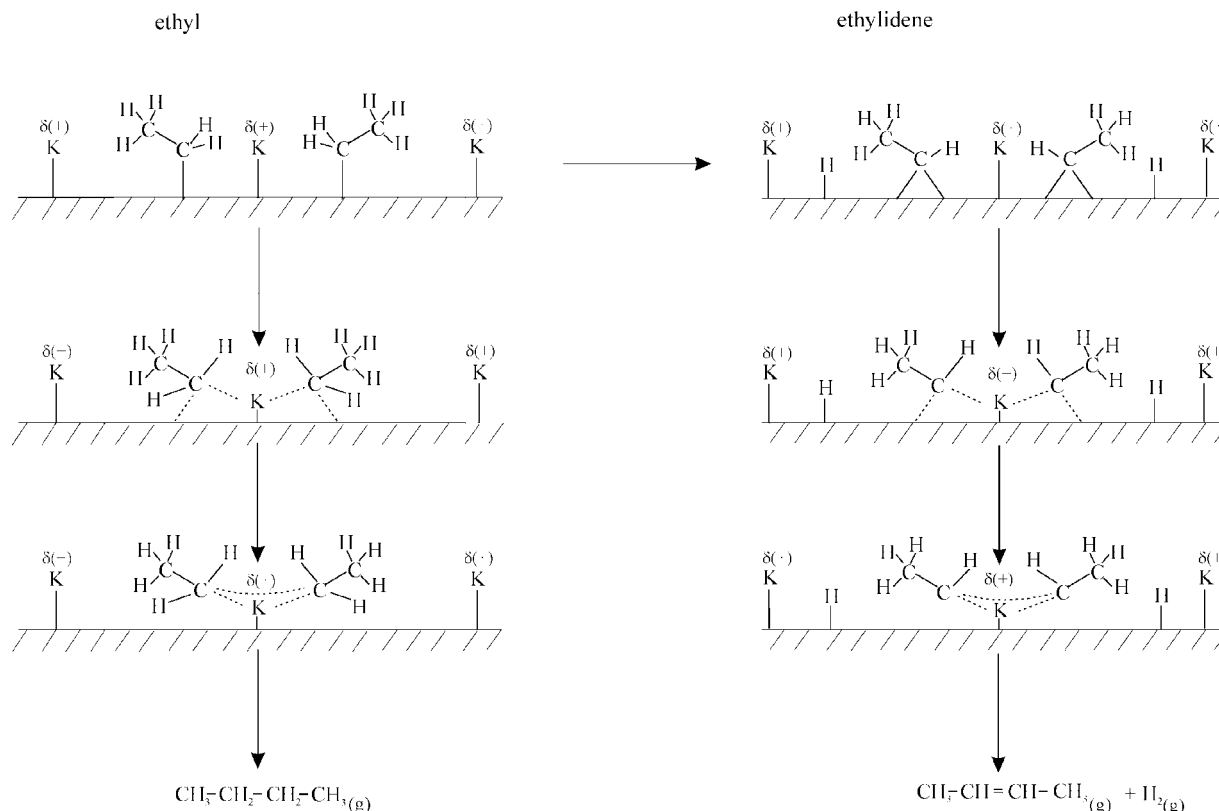 ethyl
ethylidene
H H H C C H H
δ(+) K
H H C C H H H
K
K
H
H H H C C H
K
H C C H H H
H
K
K
H H H C C H H
K
H H C C H H H
δ(+) K
K
H
H H H C C H
δ(−) K
H C C H H H
H
K
δ(−) K
H H H C C H H
K
H H C C H H H
K
K
H
H H H C C H
δ(+) K
H C C H H H
H
K
CH3-CH2-CH2-CH3(g)
CH3-CH=CH-CH3(g) + H2(g)